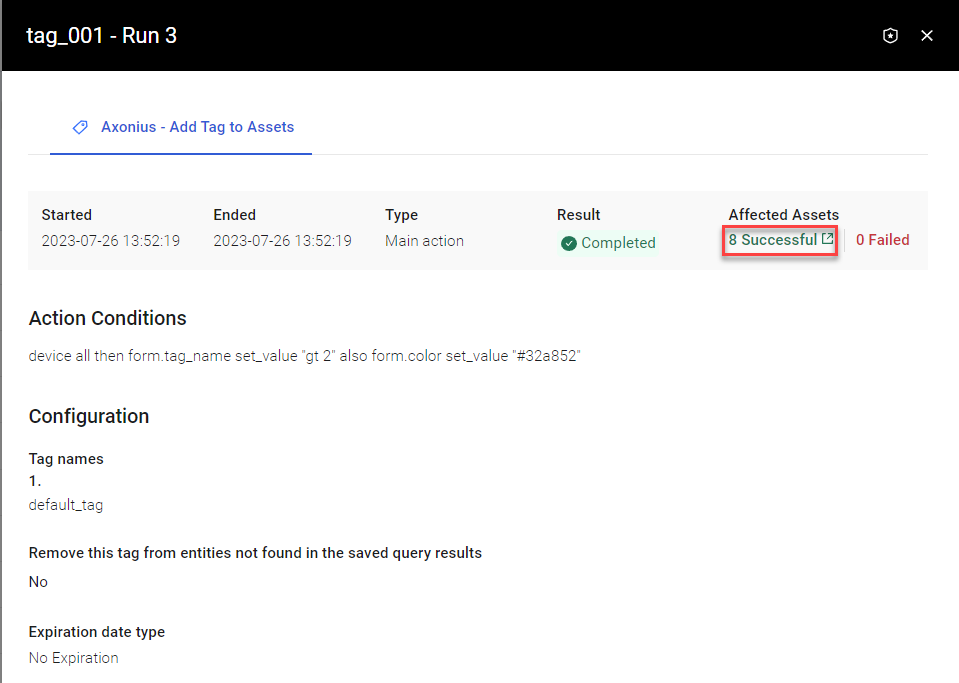 tag_001 - Run 3
Axonius - Add Tag to Assets
Started Ended Type Result Affected Assets
2023-07-26 13:52:19 2023-07-26 13:52:19 Main action Completed 8 Successful 0 Failed
Action Conditions
device all then form.tag_name set_value "gt 2" also form.color set_value "#32a852"
Configuration
Tag names
1.
default_tag
Remove this tag from entities not found in the saved query results
No
Expiration date type
No Expiration